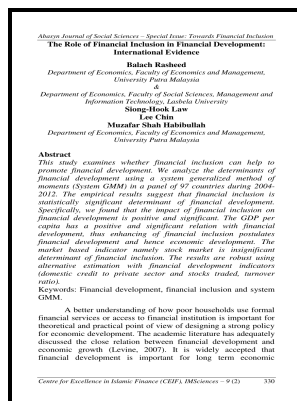 Abasyn Journal of Social Sciences – Special Issue: Towards Financial Inclusion
The Role of Financial Inclusion in Financial Development:
International Evidence
Balach Rasheed
Department of Economics, Faculty of Economics and Management,
University Putra Malaysia
&
Department of Economics, Faculty of Social Sciences, Management and
Information Technology, Lasbela University
Siong-Hook Law
Lee Chin
Muzafar Shah Habibullah
Department of Economics, Faculty of Economics and Management,
University Putra Malaysia
Abstract
This study examines whether financial inclusion can help to
promote financial development. We analyze the determinants of
financial development using a system generalized method of
moments (System GMM) in a panel of 97 countries during 2004-
2012. The empirical results suggest that financial inclusion is
statistically significant determinant of financial development.
Specifically, we found that the impact of financial inclusion on
financial development is positive and significant. The GDP per
capita has a positive and significant relation with financial
development, thus enhancing of financial inclusion postulates
financial development and hence economic development. The
market based indicator namely stock market is insignificant
determinant of financial inclusion. The results are robust using
alternative estimation with financial development indicators
(domestic credit to private sector and stocks traded, turnover
ratio).
Keywords: Financial development, financial inclusion and system
GMM.
A better understanding of how poor households use formal
financial services or access to financial institution is important for
theoretical and practical point of view of designing a strong policy
for economic development. The academic literature has adequately
discussed the close relation between financial development and
economic growth (Levine, 2007). It is widely accepted that
financial development is important for long term economic
Centre for Excellence in Islamic Finance (CEIF), IMSciences – 9 (2) 330